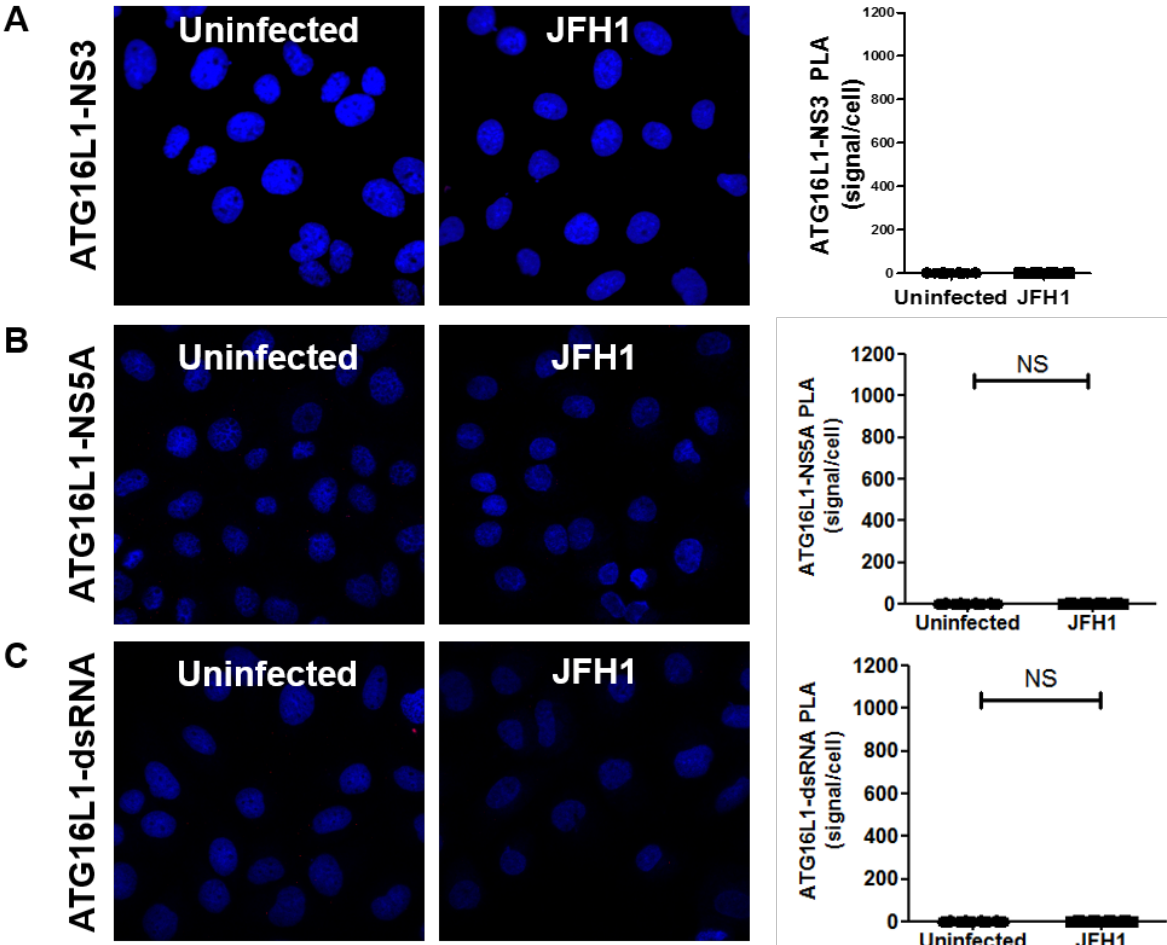 A
ATG16L1-NS3
Uninfected
JFH1
ATG16L1-NS3 PLA
(signal/cell)
1200
1000
800
600
400
200
0
Uninfected JFH1
B
ATG16L1-NS5A
Uninfected
JFH1
ATG16L1-NS5A PLA
(signal/cell)
1200
1000
800
600
400
200
0
NS
Uninfected JFH1
C
ATG16L1-dsRNA
Uninfected
JFH1
ATG16L1-dsRNA PLA
(signal/cell)
1200
1000
800
600
400
200
0
NS
Uninfected JFH1